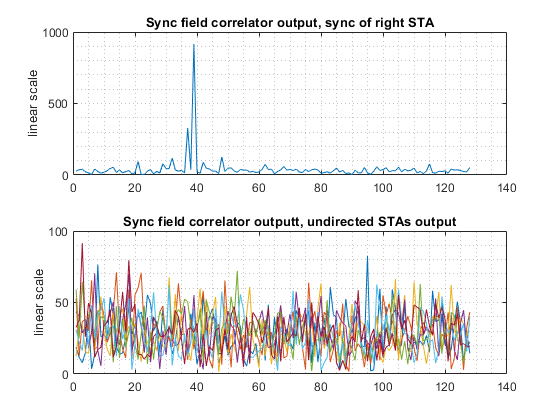 Sync field correlator output, sync of right STA
1000
500
0
linear scale
0 20 40 60 80 100 120 140
Sync field correlator outputt, undirected STAs output
100
50
0
linear scale
0 20 40 60 80 100 120 140